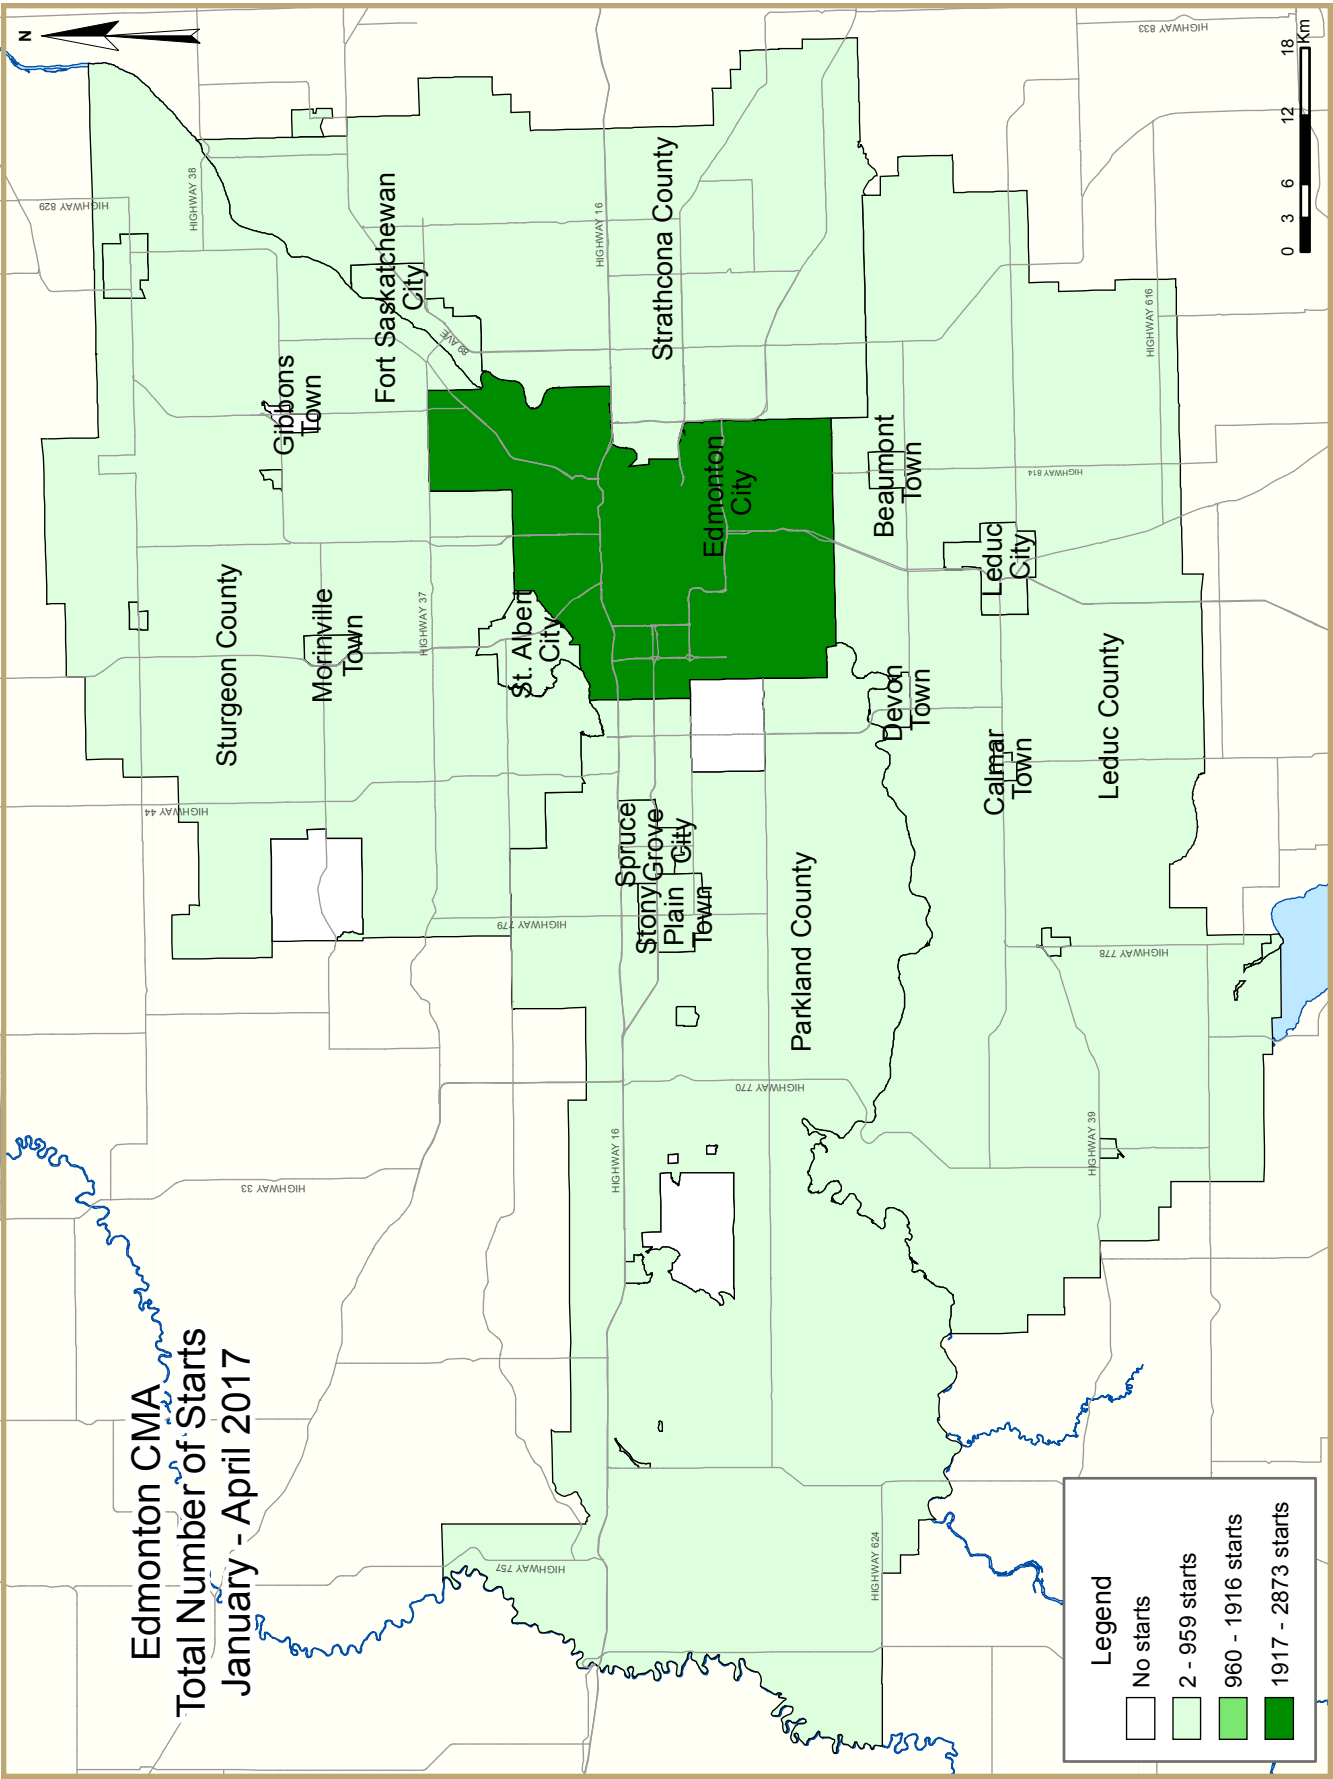 Edmonton CMA
Total Number of Starts
January - April 2017
N
HIGHWAY 829
HIGHWAY 38
HIGHWAY 833
Gibbons
Town
Fort Saskatchewan
City
89 AVE
HIGHWAY 16
Strathcona County
Sturgeon County
Morinville
Town
HIGHWAY 37
HIGHWAY 44
St. Albert
City
Edmonton
City
Beaumont
Town
HIGHWAY 814
HIGHWAY 616
Leduc
City
HIGHWAY 779
Spruce
Grove
City
Stony
Plain
Town
Devon
Town
Calmar
Town
Leduc County
Parkland County
HIGHWAY 778
HIGHWAY 770
HIGHWAY 33
HIGHWAY 16
HIGHWAY 39
HIGHWAY 757
HIGHWAY 624
0 3 6 12 18
Km
Legend
No starts
2 - 959 starts
960 - 1916 starts
1917 - 2873 starts